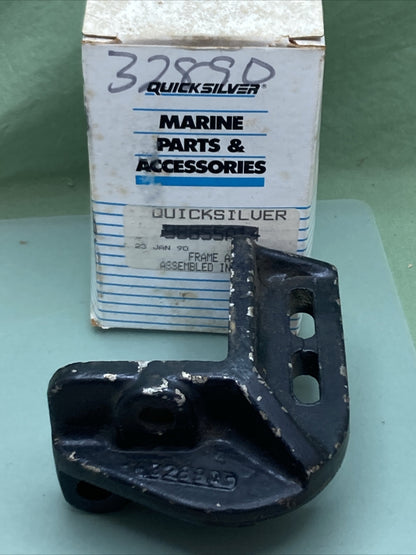 32890
QUICKSILVER®
MARINE
PARTS &
ACCESSORIES
QUICKSILVER
23 JAN 90
FRAME A
ASSEMBLED IN